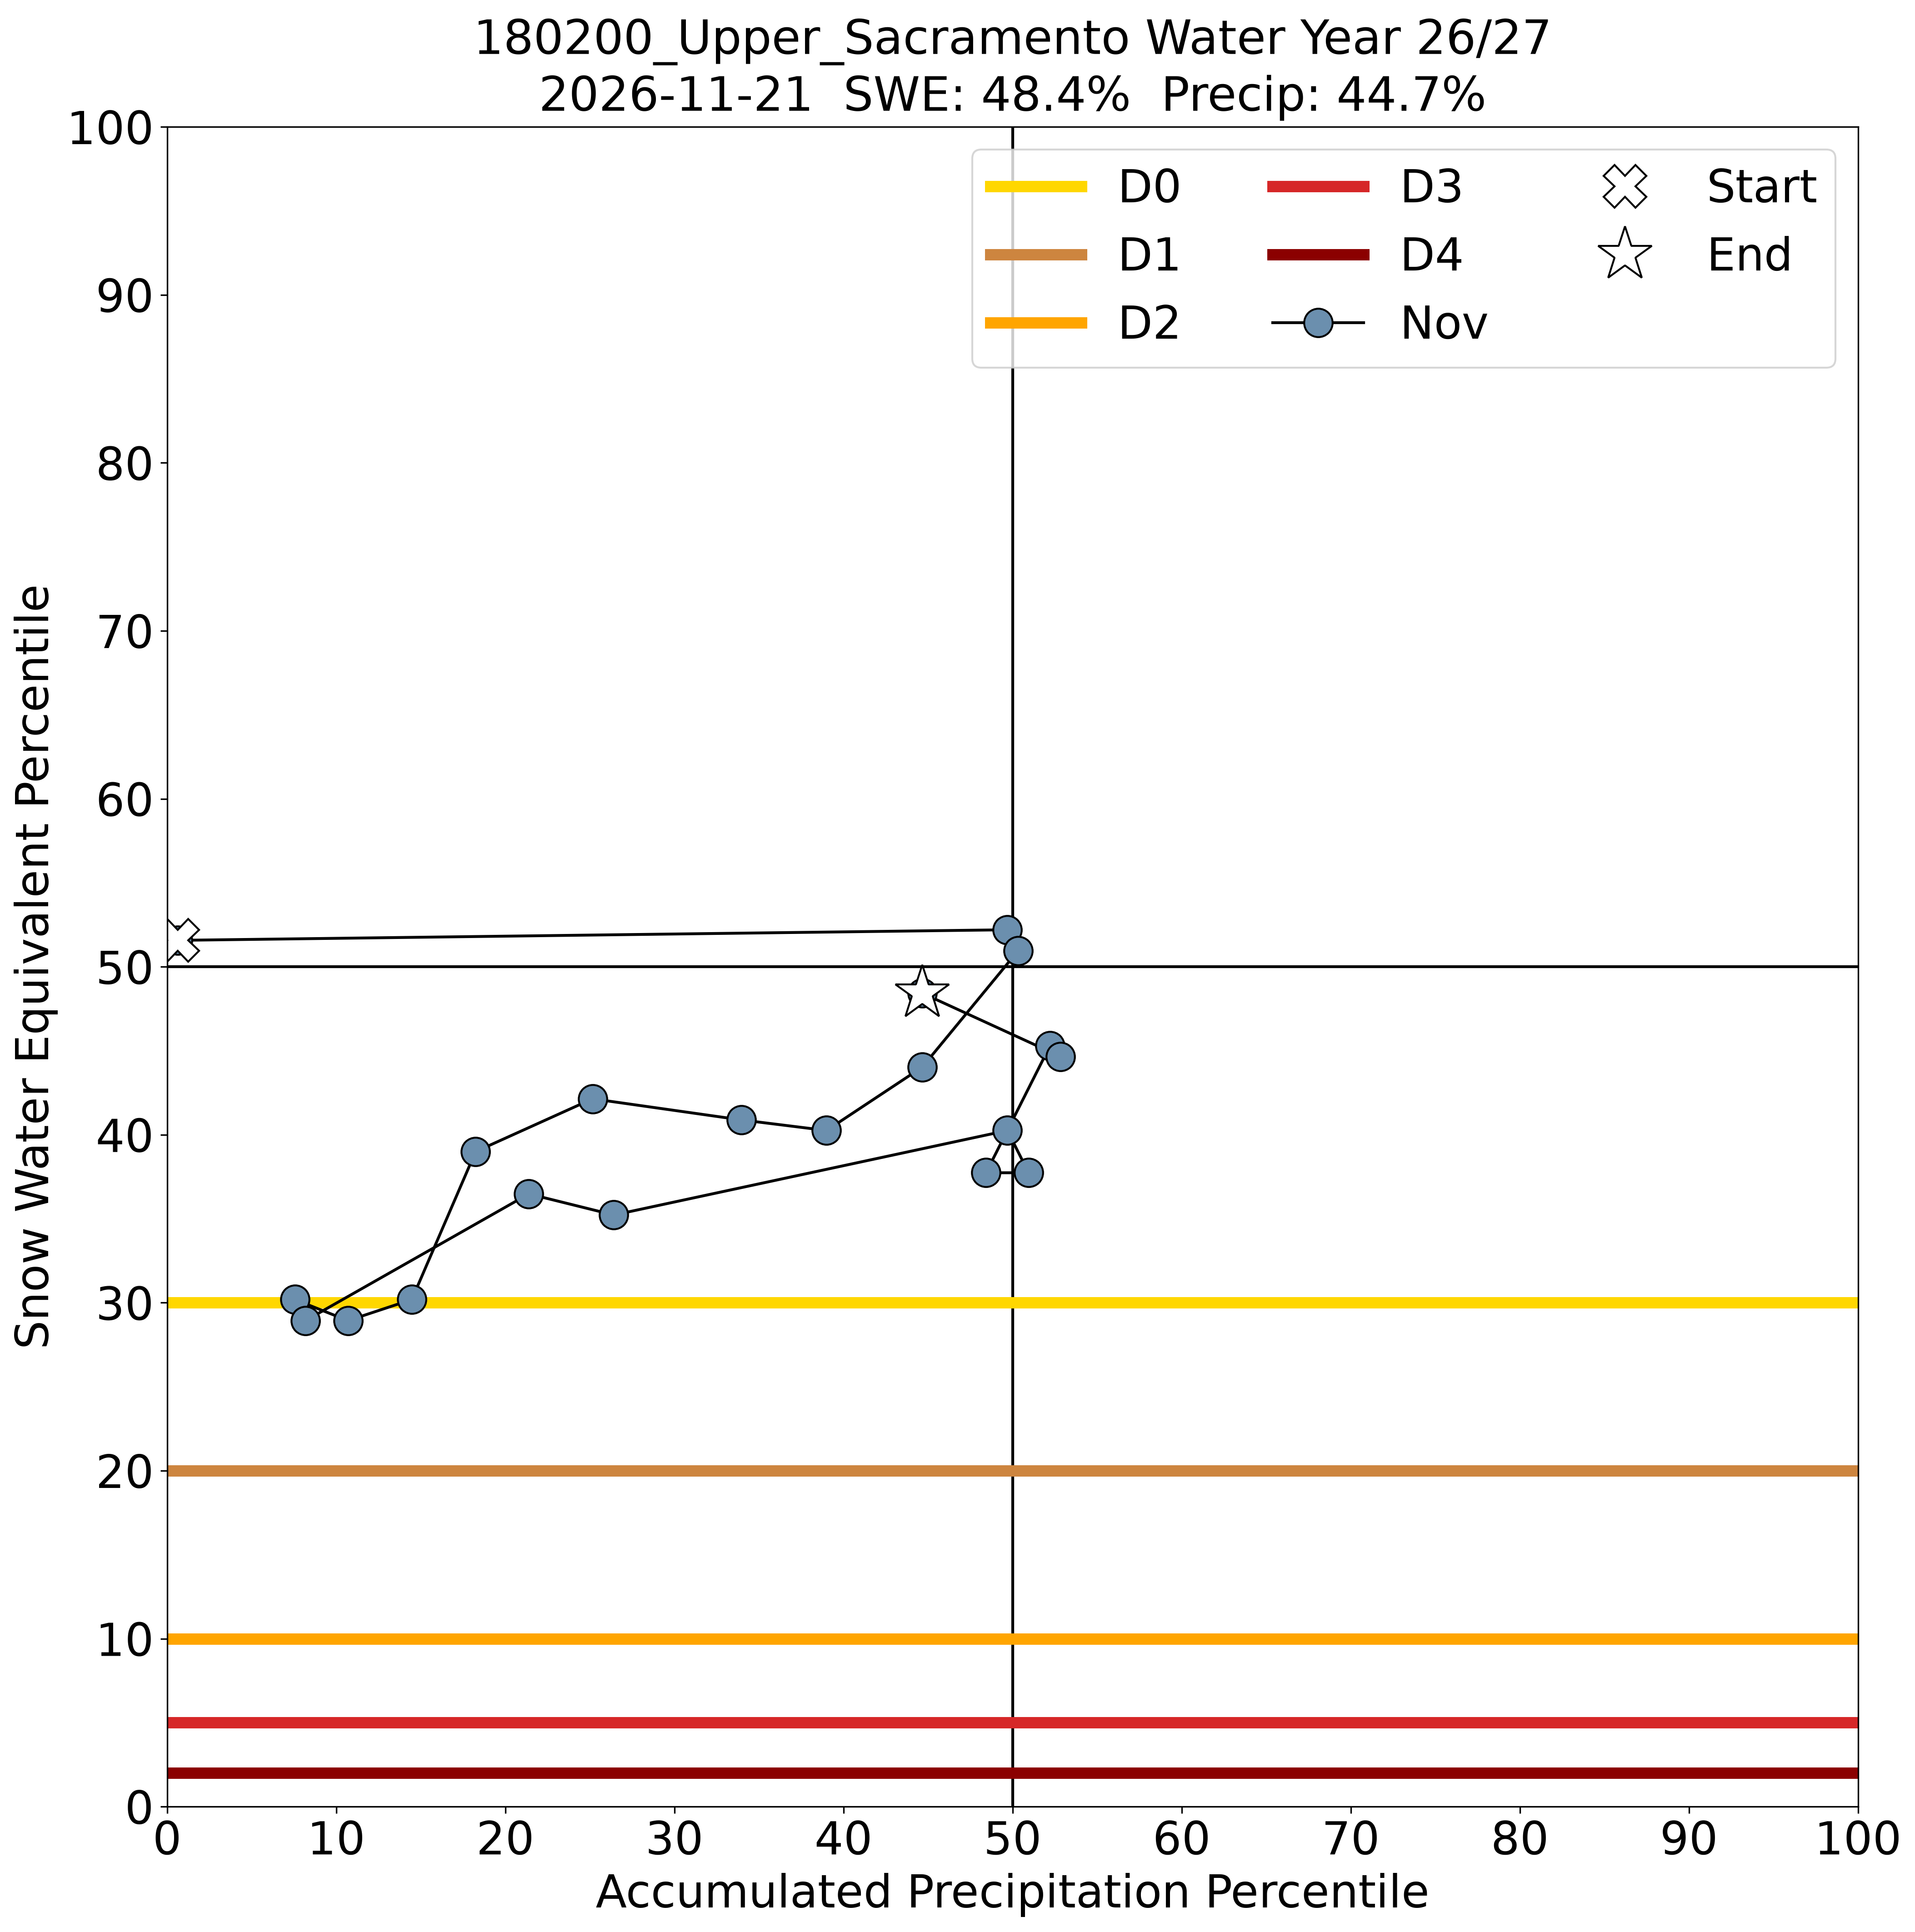 180200_Upper_Sacramento Water Year 26/27
2026-11-21  SWE: 48.4%  Precip: 44.7%
D0
D1
D2
D3
D4
Nov
Start
End
Snow Water Equivalent Percentile
100
90
80
70
60
50
40
30
20
10
0
0 10 20 30 40 50 60 70 80 90 100
Accumulated Precipitation Percentile